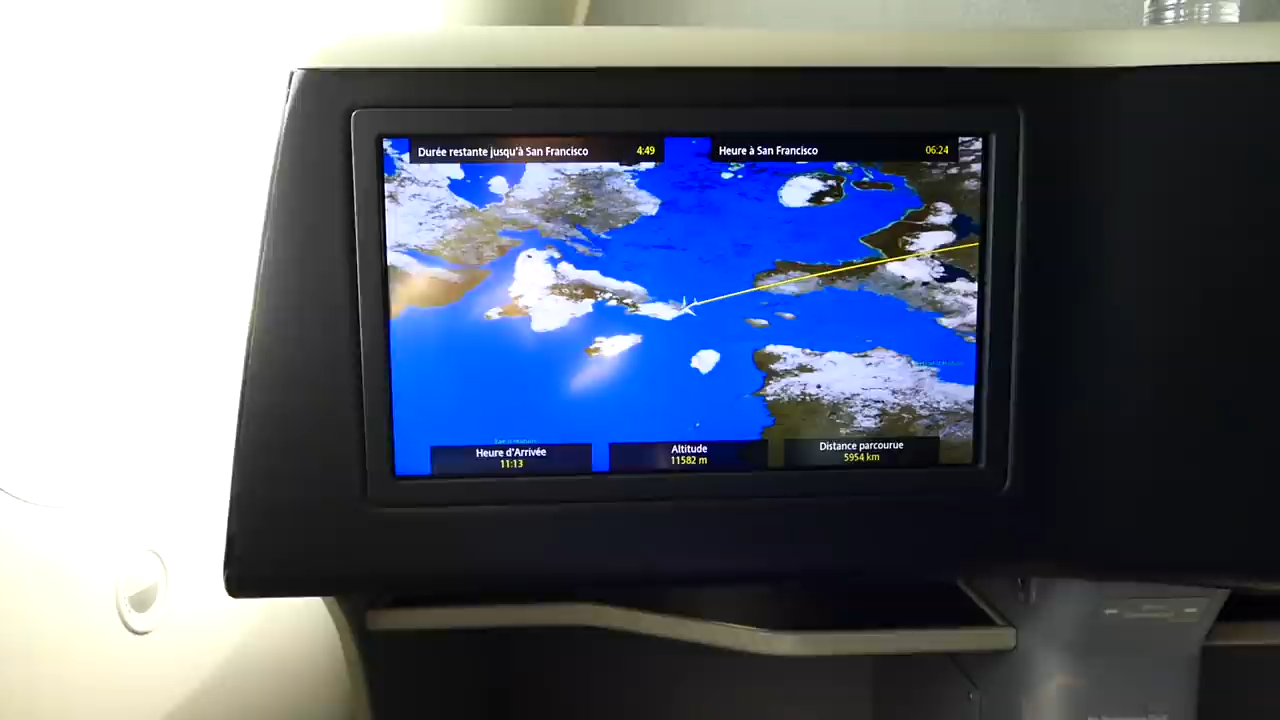 Durée restante jusqu'à San Francisco 4:49
Heure à San Francisco 06:24
Heure d'Arrivée
11:13
Altitude
11582 m
Distance parcourue
5954 km